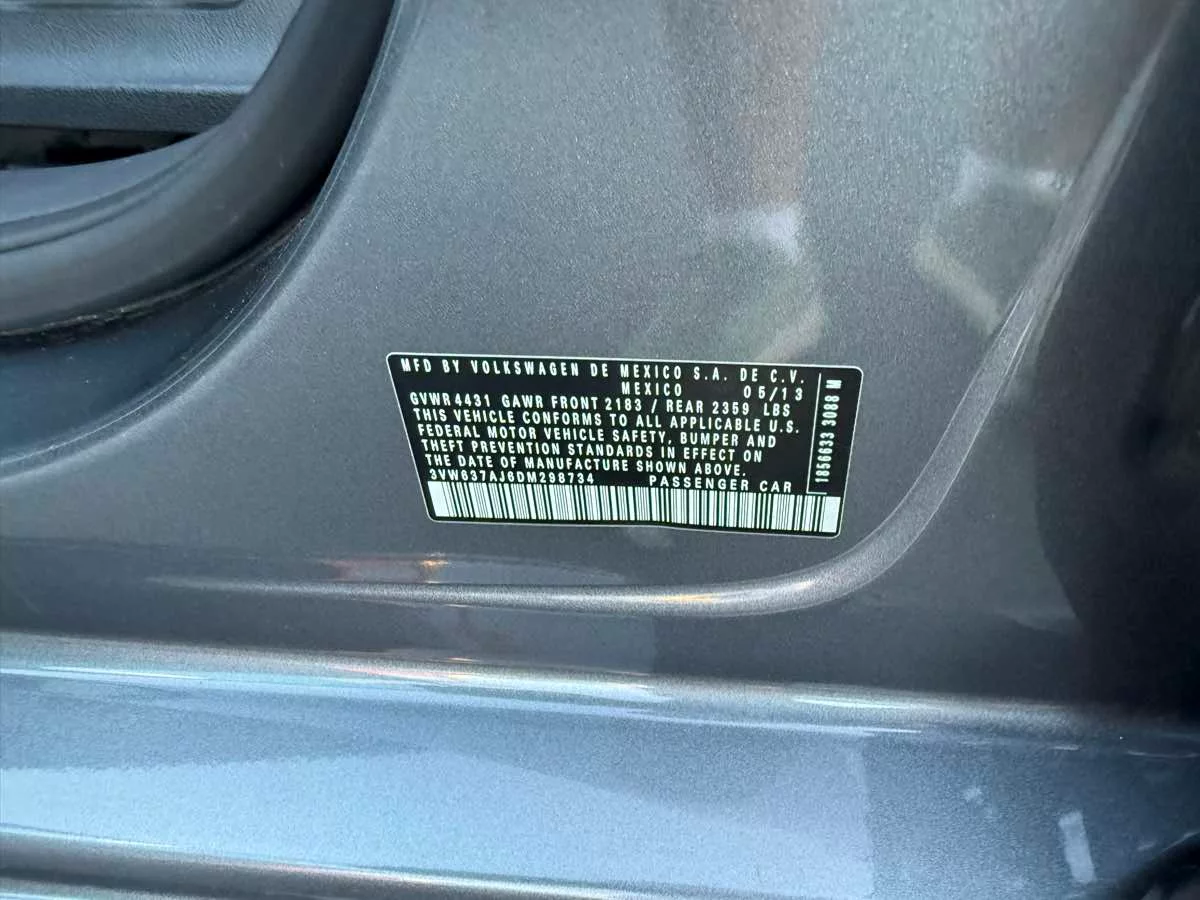 MFD BY VOLKSWAGEN DE MEXICO S.A. DE C.V.
MEXICO 05/13
GVWR 4431 GAWR FRONT 2183 / REAR 2359 LBS
THIS VEHICLE CONFORMS TO ALL APPLICABLE U.S.
FEDERAL MOTOR VEHICLE SAFETY, BUMPER AND
THEFT PREVENTION STANDARDS IN EFFECT ON
THE DATE OF MANUFACTURE SHOWN ABOVE.
3VW637AJ6DM298734 PASSENGER CAR
1856633 3088 M